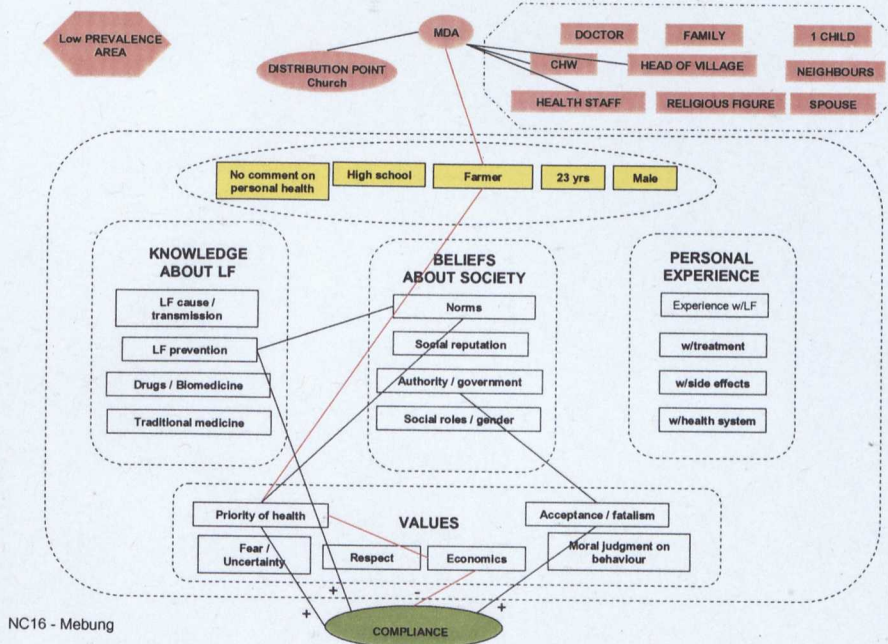 Low PREVALENCE
AREA
MDA
DISTRIBUTION POINT
Church
DOCTOR
FAMILY
1 CHILD
CHW
HEAD OF VILLAGE
NEIGHBOURS
HEALTH STAFF
RELIGIOUS FIGURE
SPOUSE
No comment on
personal health
High school
Farmer
23 yrs
Male
KNOWLEDGE
ABOUT LF
LF cause /
transmission
LF prevention
Drugs / Biomedicine
Traditional medicine
BELIEFS
ABOUT SOCIETY
Norms
Social reputation
Authority / government
Social roles / gender
PERSONAL
EXPERIENCE
Experience w/LF
w/treatment
w/side effects
w/health system
Priority of health
VALUES
Acceptance / fatalism
Fear /
Uncertainty
Respect
Economics
Moral judgment on
behaviour
+
+
-
+
COMPLIANCE
NC16 - Mebung